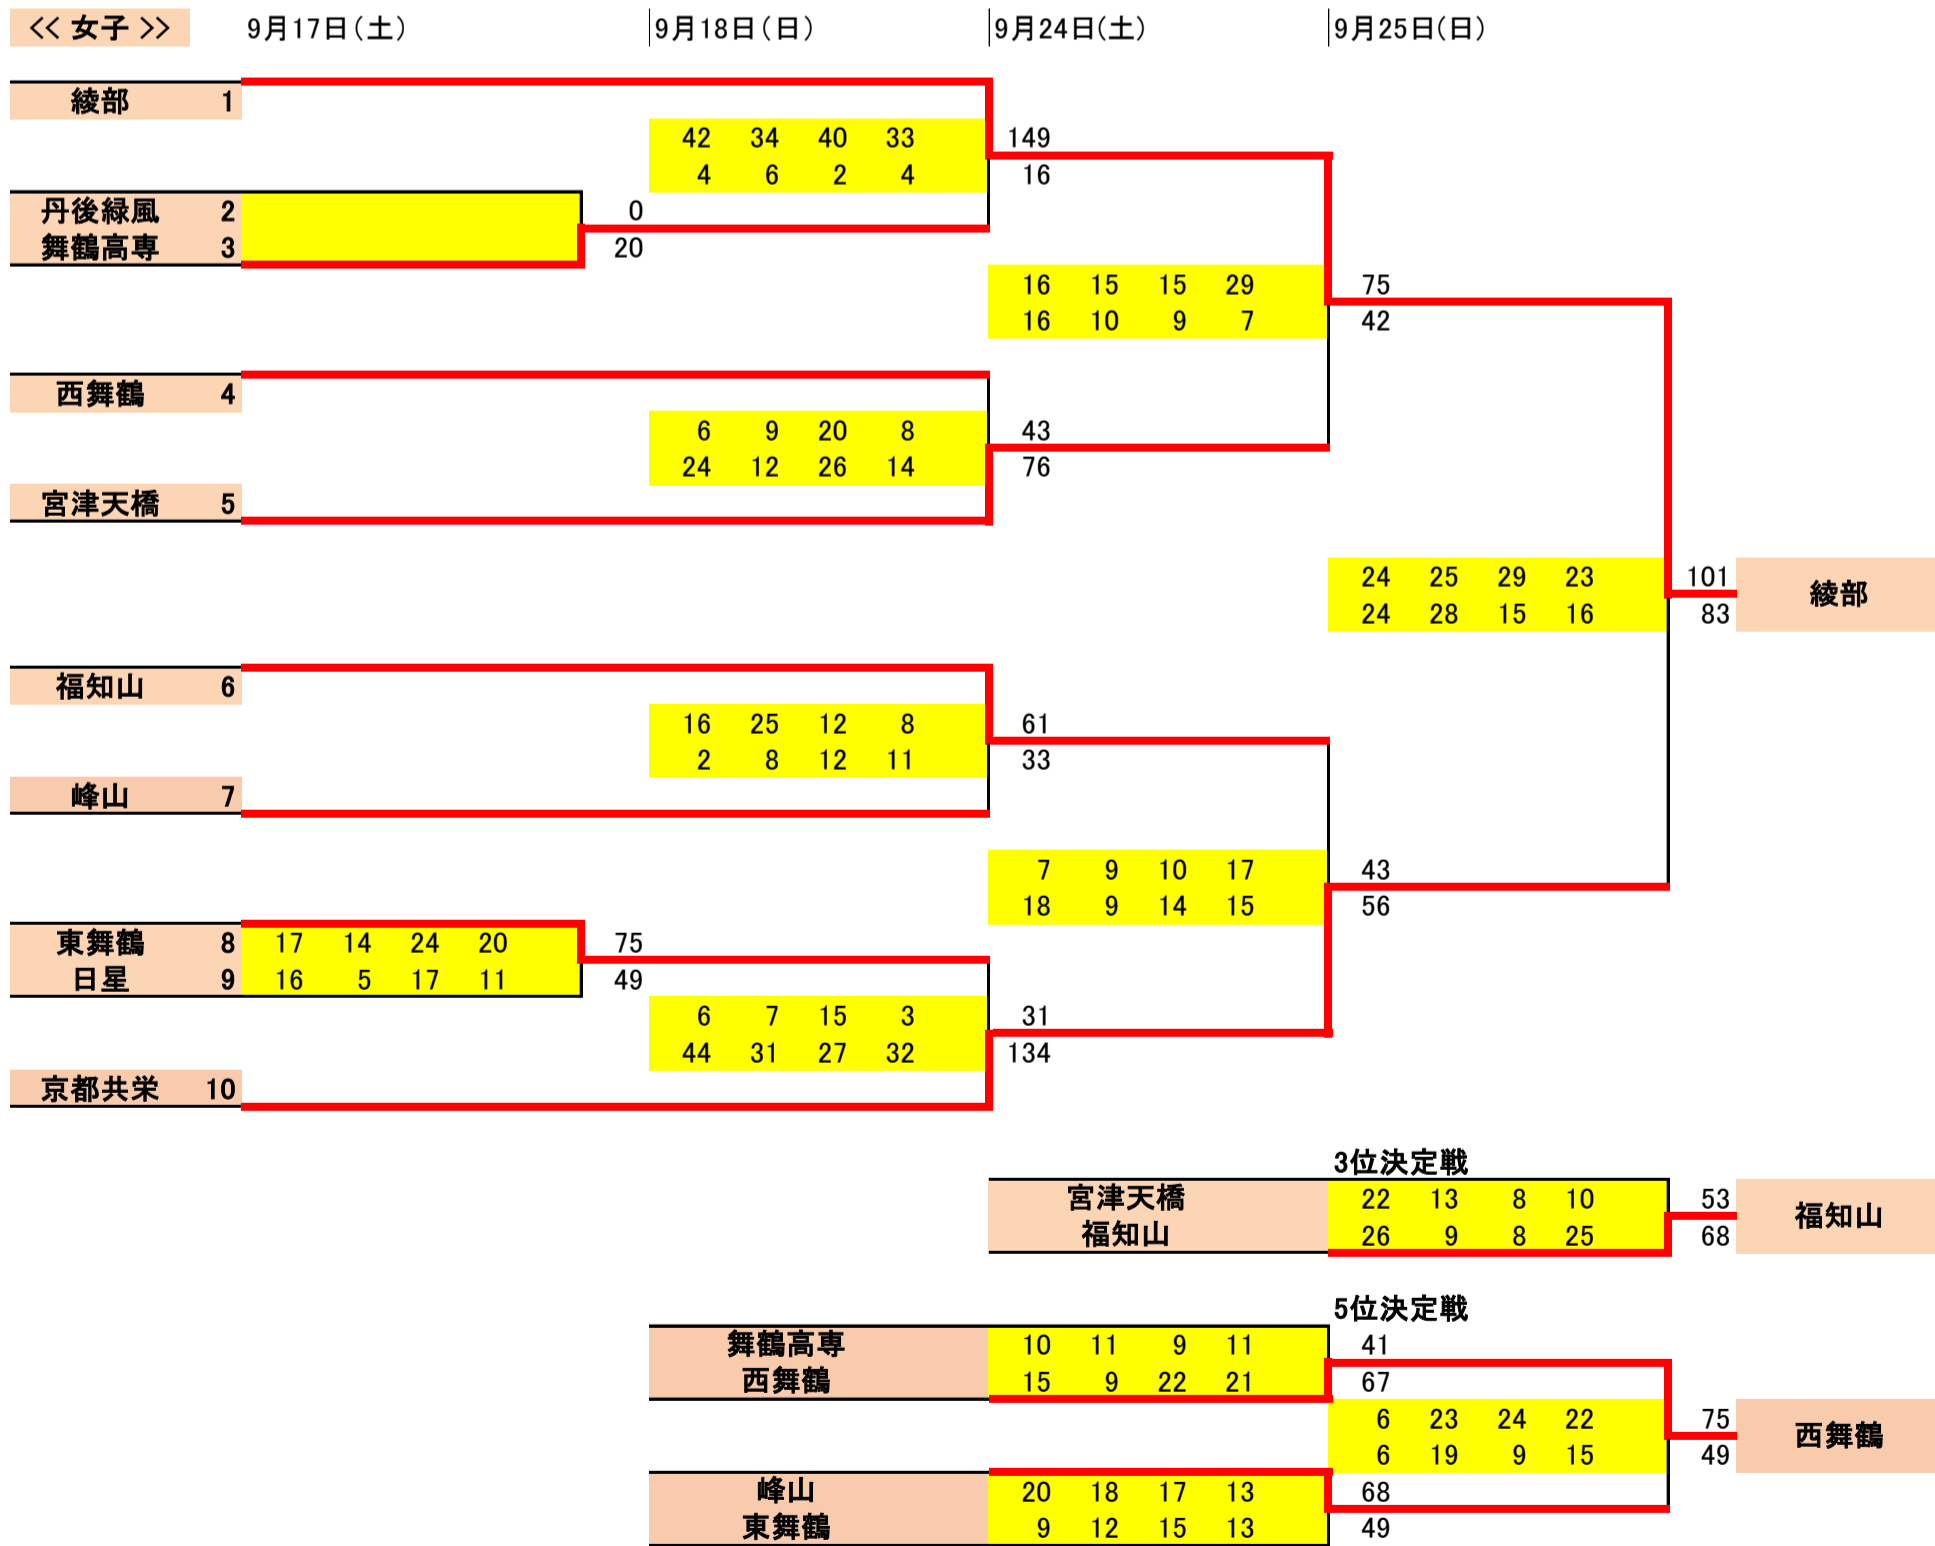 << 女子 >> 9月17日(土) 9月18日(日) 9月24日(土) 9月25日(日)
綾部 1
42 34 40 33 149
4 6 2 4 16
丹後緑風 2 0
舞鶴高専 3 20
16 15 15 29 75
16 10 9 7 42
西舞鶴 4
6 9 20 8 43
24 12 26 14 76
宮津天橋 5
24 25 29 23 101
綾部
24 28 15 16 83
福知山 6
16 25 12 8 61
2 8 12 11 33
峰山 7
7 9 10 17 43
18 9 14 15 56
東舞鶴 8 17 14 24 20 75
日星 9 16 5 17 11 49
6 7 15 3 31
44 31 27 32 134
京都共栄 10
3位決定戦
宮津天橋 22 13 8 10 53
福知山
福知山 26 9 8 25 68
5位決定戦
舞鶴高専 10 11 9 11 41
西舞鶴 15 9 22 21 67
6 23 24 22 75
西舞鶴
6 19 9 15 49
峰山 20 18 17 13 68
東舞鶴 9 12 15 13 49